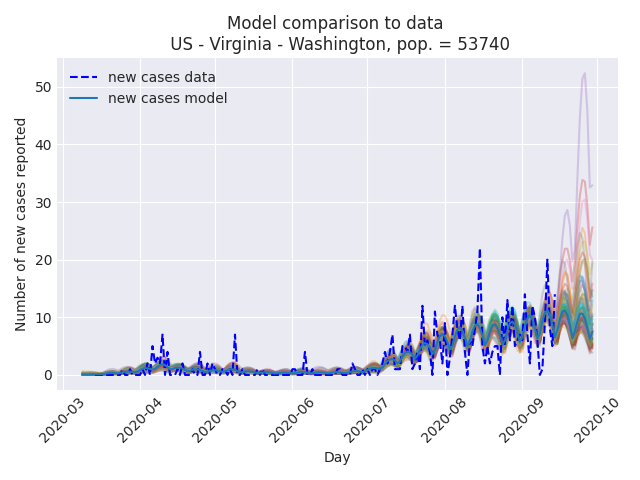 Model comparison to data
US - Virginia - Washington, pop. = 53740
new cases data
new cases model
Number of new cases reported
50
40
30
20
10
0
2020-03
2020-04
2020-05
2020-06
2020-07
2020-08
2020-09
2020-10
Day